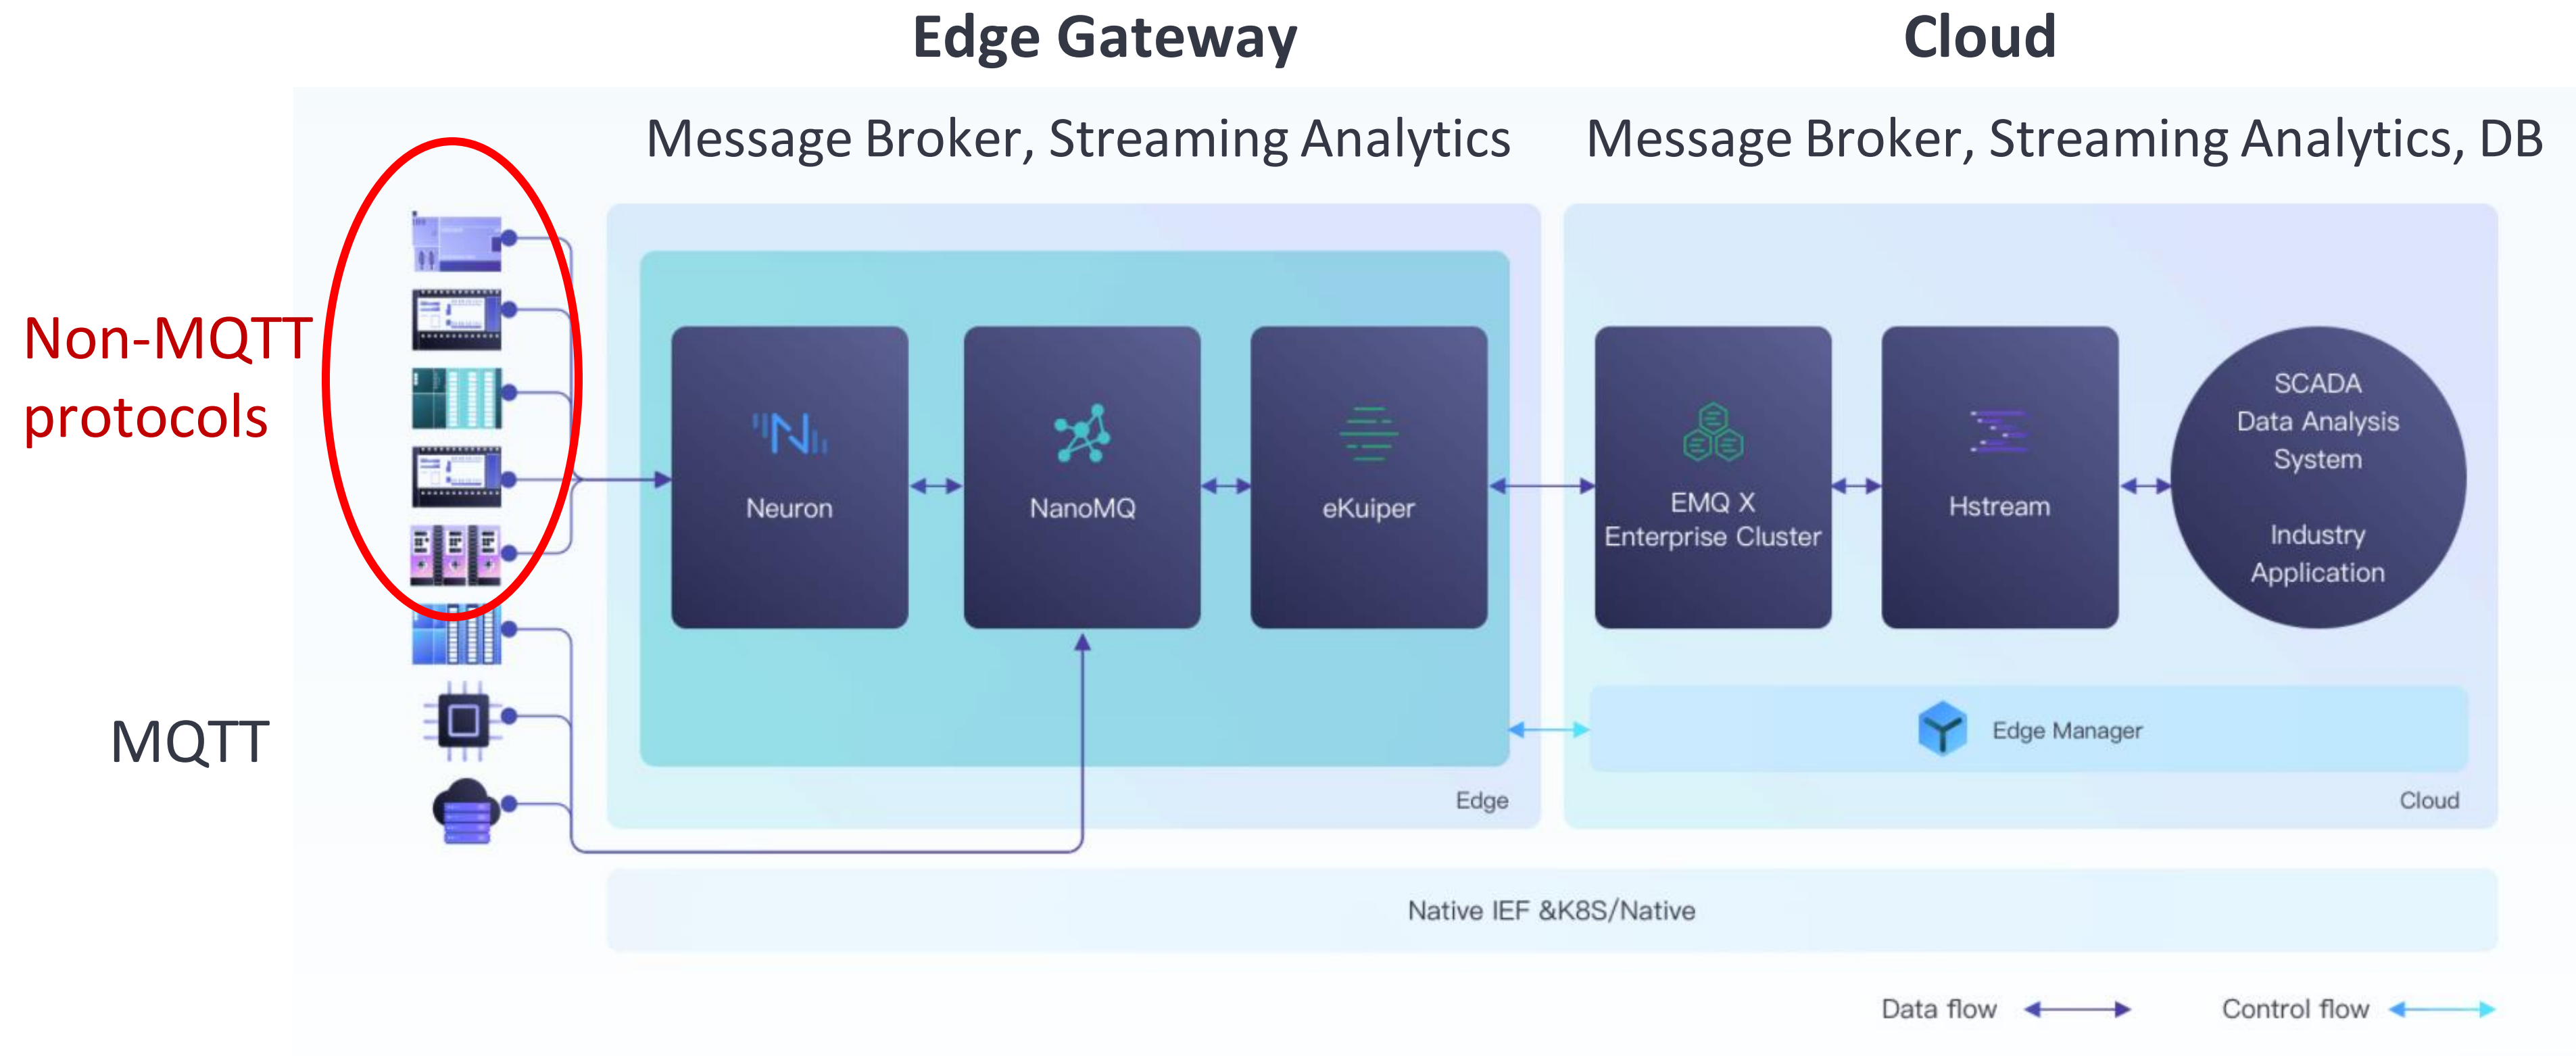 Edge Gateway
Cloud
Message Broker, Streaming Analytics
Message Broker, Streaming Analytics, DB
Non-MQTT
protocols
MQTT
Neuron
NanoMQ
eKuiper
EMQ X
Enterprise Cluster
Hstream
SCADA
Data Analysis
System
Industry
Application
Edge Manager
Edge
Cloud
Native IEF &K8S/Native
Data flow
Control flow